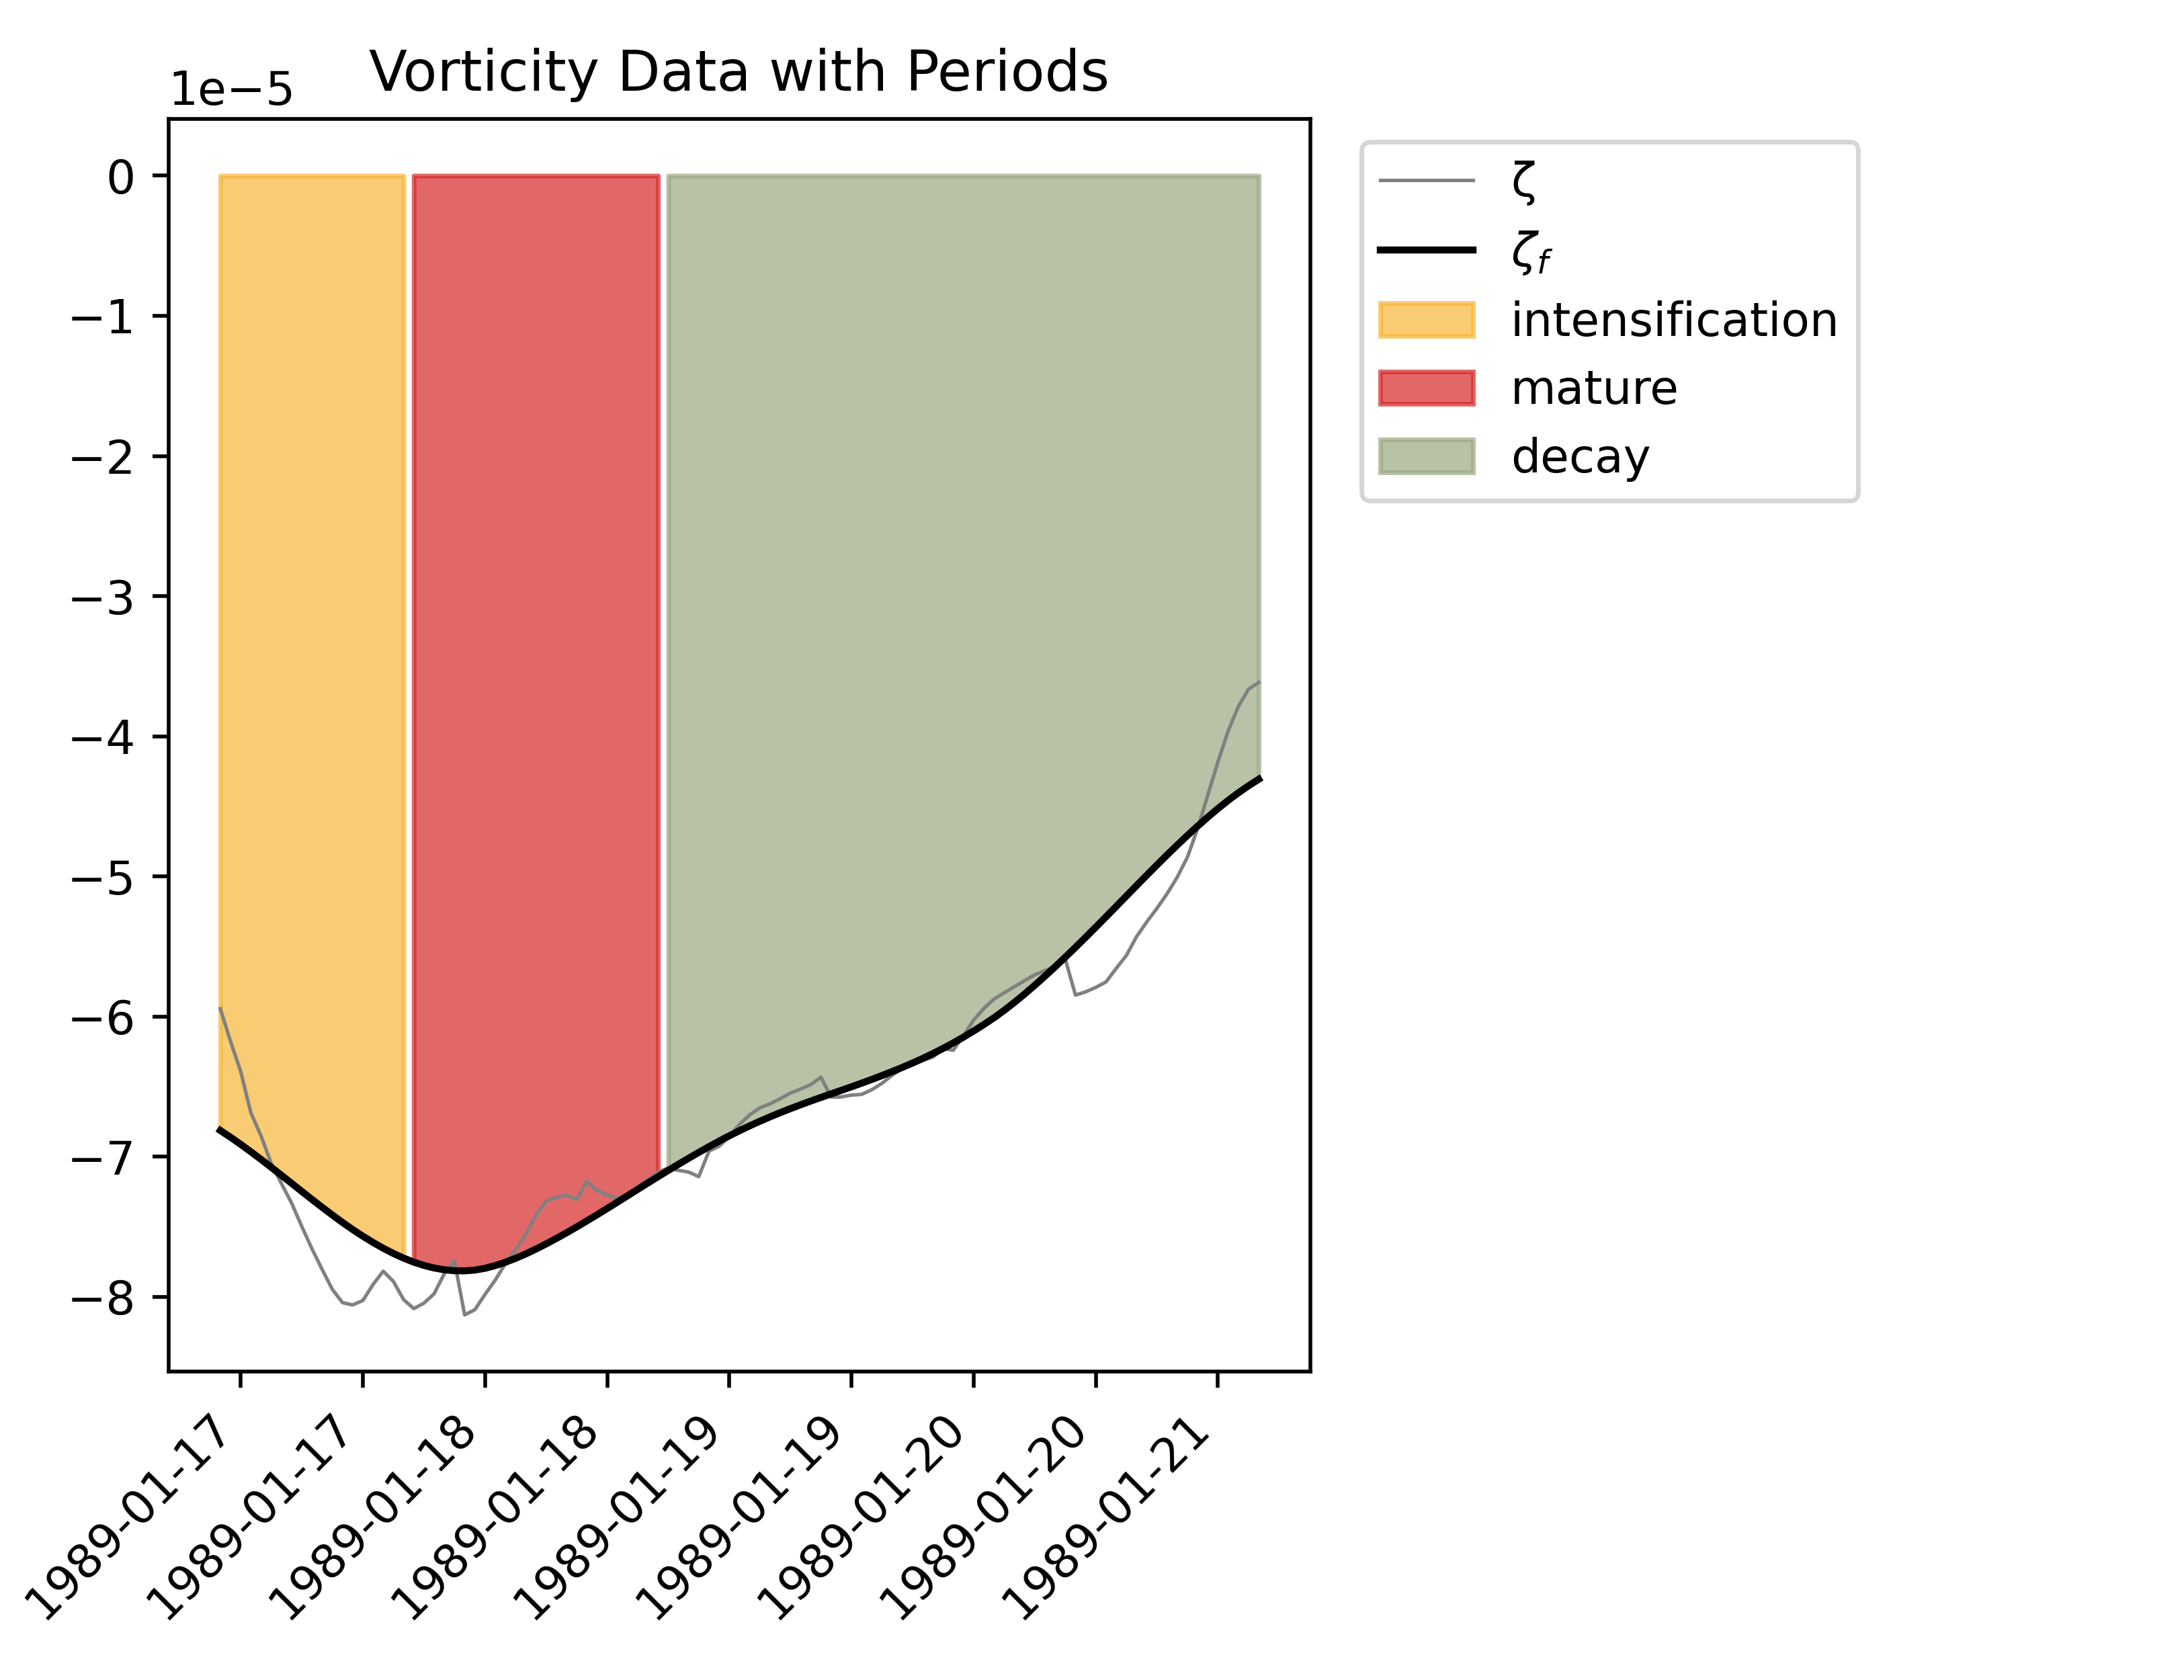 Vorticity Data with Periods
1e−5
0
−1
−2
−3
−4
−5
−6
−7
−8
1989-01-17
1989-01-17
1989-01-18
1989-01-18
1989-01-19
1989-01-19
1989-01-20
1989-01-20
1989-01-21
ζ
ζf
intensification
mature
decay